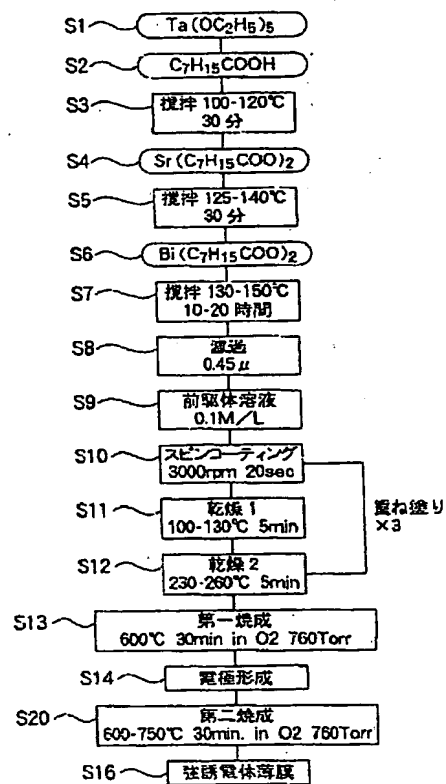 S1 Ta(OC2H5)5
S2 C7H15COOH
S3 撹拌 100-120℃
30分
S4 Sr(C7H15COO)2
S5 撹拌 125-140℃
30分
S6 Bi(C7H15COO)2
S7 撹拌 130-150℃
10-20 時間
S8 濾過
0.45μ
S9 前駆体溶液
0.1M/L
S10 スピンコーティング
3000rpm 20sec
S11 乾燥1
100-130℃ 5min
重ね塗り
×3
S12 乾燥2
230-260℃ 5min
S13 第一焼成
600℃ 30min in O2 760Torr
S14 電極形成
S20 第二焼成
600-750℃ 30min. in O2 760Torr
S16 強誘電体薄膜